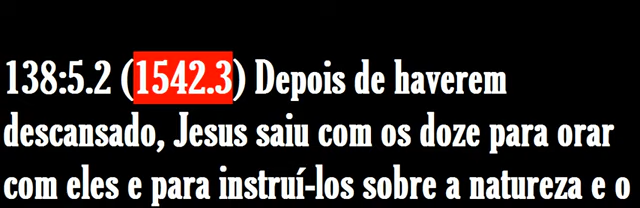 138:5.2 (1542.3) Depois de haverem
descansado, Jesus saiu com os doze para orar
com eles e para instruí-los sobre a natureza e o